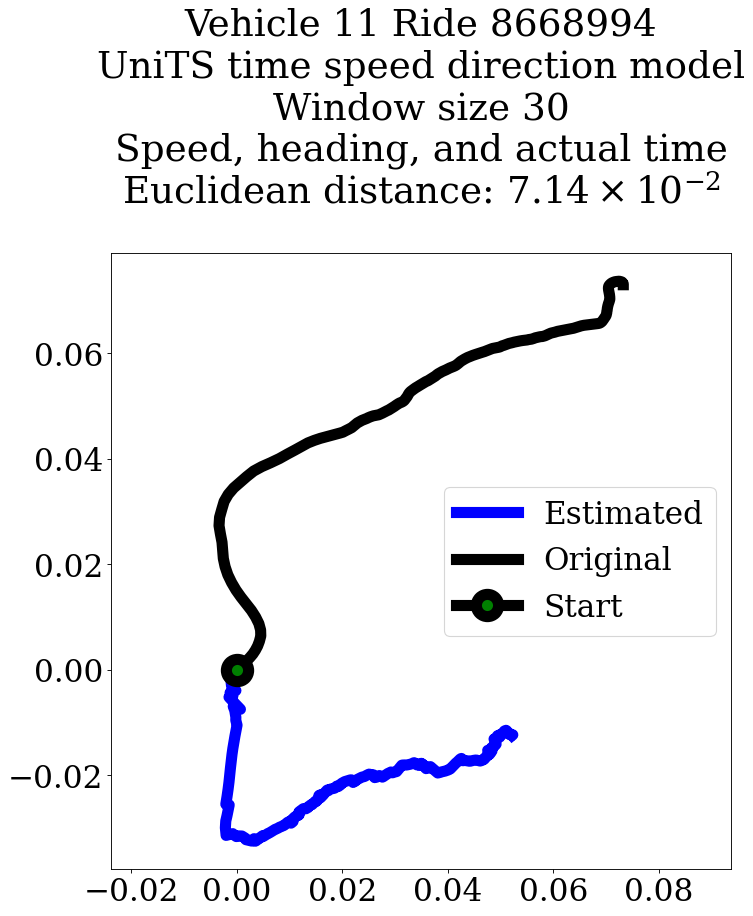 Vehicle 11 Ride 8668994
UniTS time speed direction model
Window size 30
Speed, heading, and actual time
Euclidean distance: 7.14 × 10⁻²
0.06
0.04
0.02
0.00
−0.02
Estimated
Original
Start
−0.02 0.00 0.02 0.04 0.06 0.08